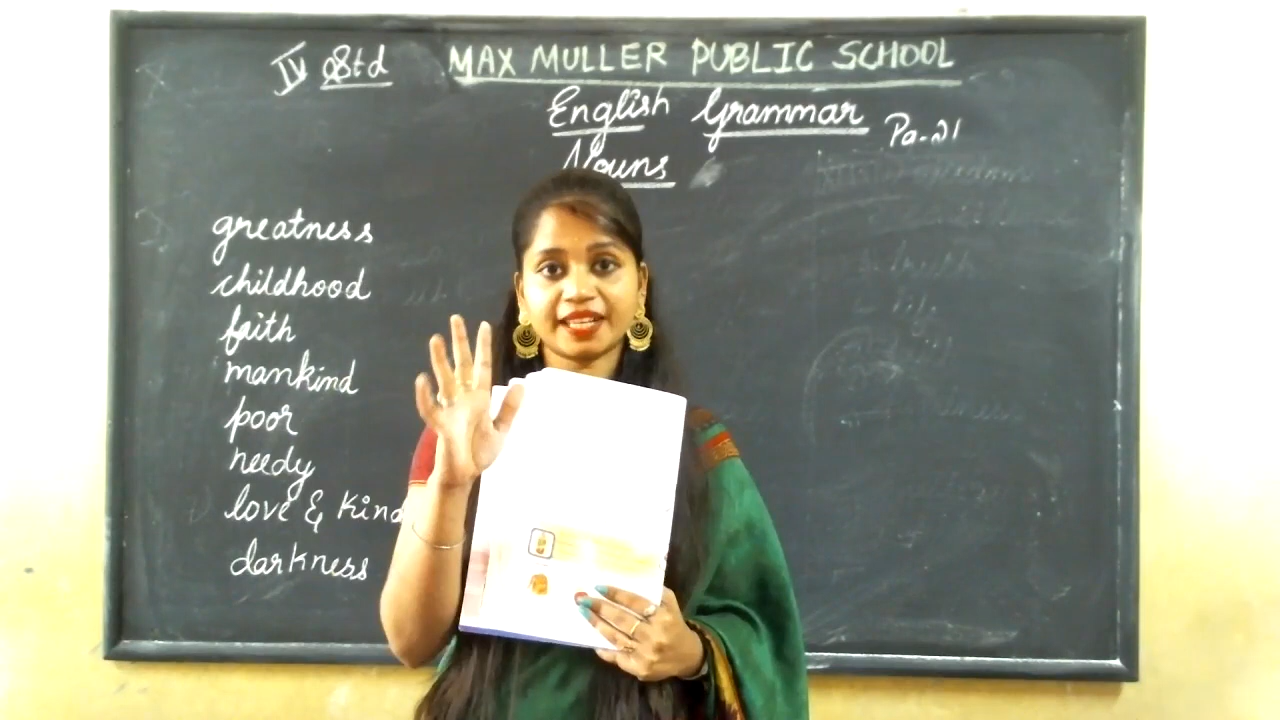 IV Std MAX MULLER PUBLIC SCHOOL
English Grammar
Pa-21
Nouns
greatness
childhood
faith
mankind
poor
needy
love & Kind
darkness